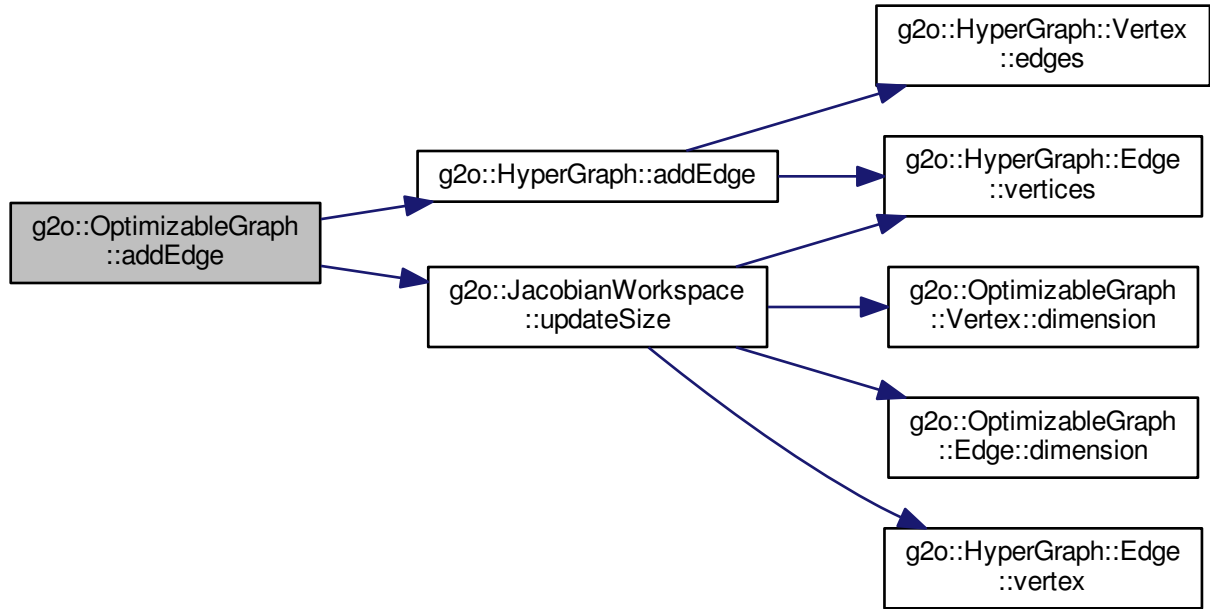 g2o::HyperGraph::Vertex
::edges
g2o::HyperGraph::addEdge
g2o::HyperGraph::Edge
::vertices
g2o::OptimizableGraph
::addEdge
g2o::JacobianWorkspace
::updateSize
g2o::OptimizableGraph
::Vertex::dimension
g2o::OptimizableGraph
::Edge::dimension
g2o::HyperGraph::Edge
::vertex